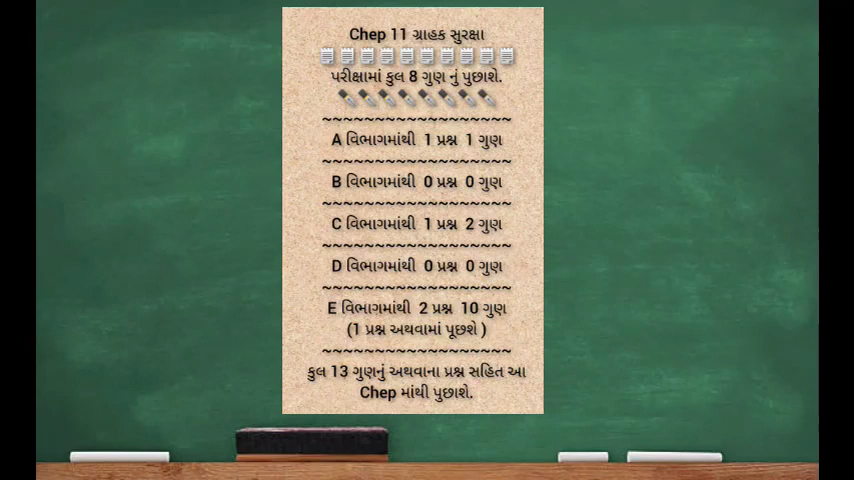 Chep 11 ગ્રાહક સુરક્ષા
પરીક્ષામાં કુલ 8 ગુણ નું પુછાશે.
~~~~~~~~~~~~~~~~~~
A વિભાગમાંથી 1 પ્રશ્ન 1 ગુણ
~~~~~~~~~~~~~~~~~~
B વિભાગમાંથી 0 પ્રશ્ન 0 ગુણ
~~~~~~~~~~~~~~~~~~
C વિભાગમાંથી 1 પ્રશ્ન 2 ગુણ
~~~~~~~~~~~~~~~~~~
D વિભાગમાંથી 0 પ્રશ્ન 0 ગુણ
~~~~~~~~~~~~~~~~~~
E વિભાગમાંથી 2 પ્રશ્ન 10 ગુણ
(1 પ્રશ્ન અથવામાં પૂછશે )
~~~~~~~~~~~~~~~~~~
કુલ 13 ગુણનું અથવાના પ્રશ્ન સહિત આ
Chep માંથી પુછાશે.